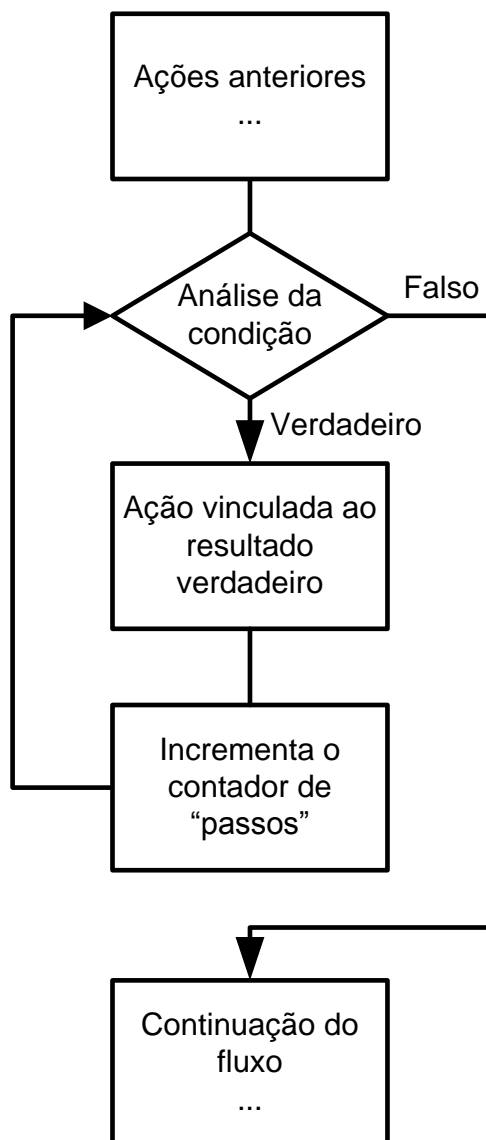 Ações anteriores
...
Análise da
condição
Falso
Verdadeiro
Ação vinculada ao
resultado
verdadeiro
Incrementa o
contador de
“passos”
Continuação do
fluxo
...